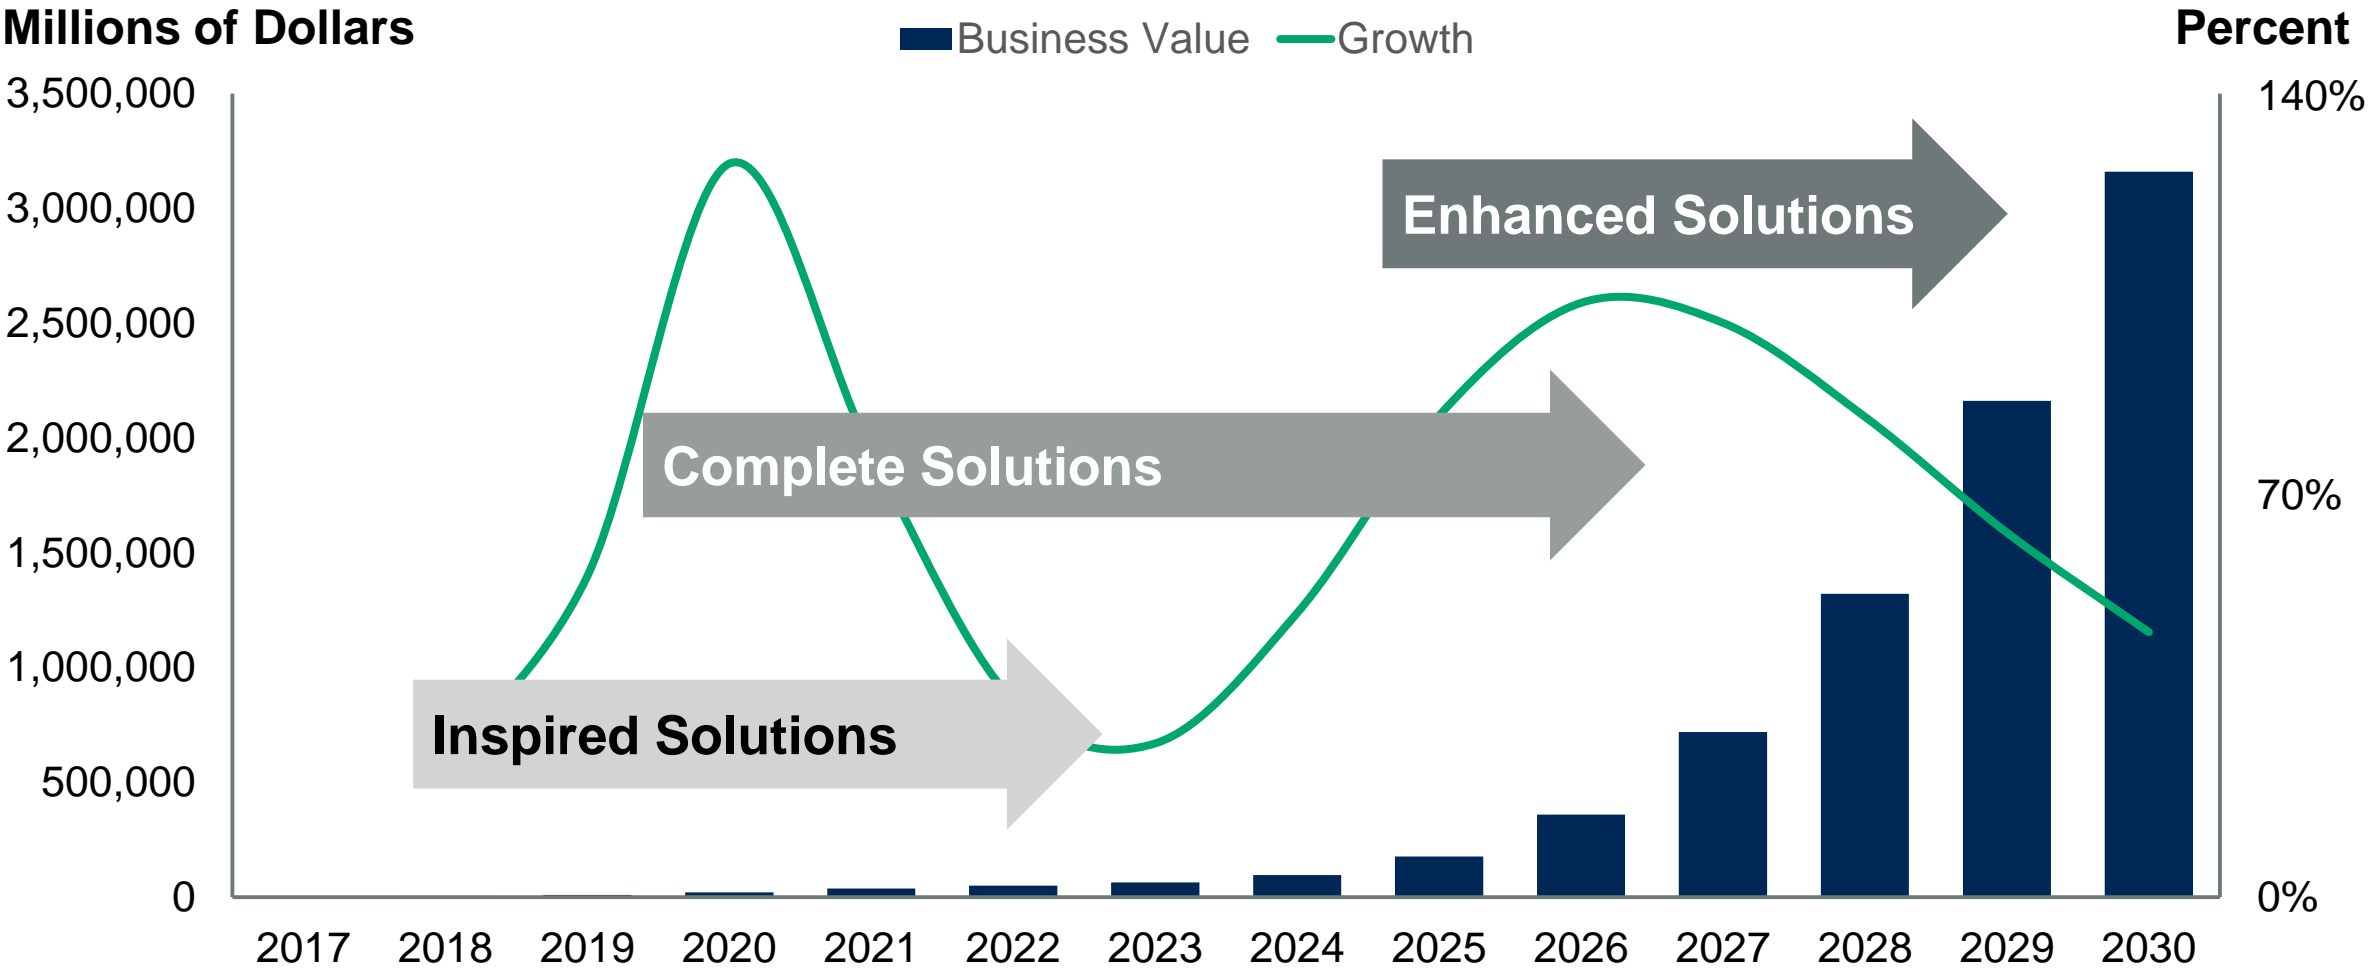 Millions of Dollars
Business Value Growth
Percent
3,500,000
3,000,000
2,500,000
2,000,000
1,500,000
1,000,000
500,000
0
140%
70%
0%
Enhanced Solutions
Complete Solutions
Inspired Solutions
2017 2018 2019 2020 2021 2022 2023 2024 2025 2026 2027 2028 2029 2030